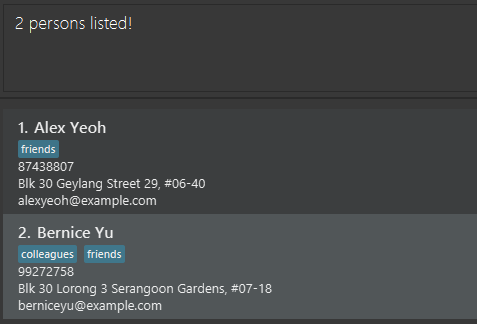 2 persons listed!
1. Alex Yeoh
friends
87438807
Blk 30 Geylang Street 29, #06-40
alexyeoh@example.com
2. Bernice Yu
colleagues friends
99272758
Blk 30 Lorong 3 Serangoon Gardens, #07-18
berniceyu@example.com